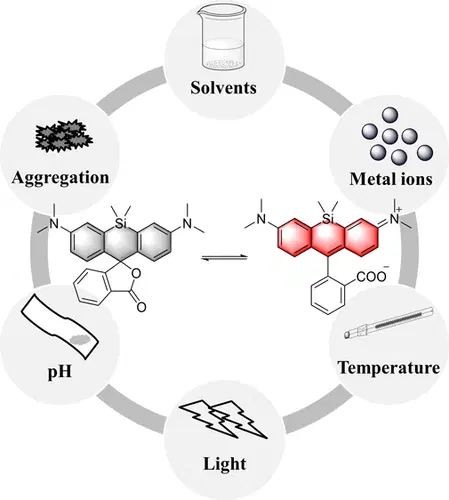 Solvents
Aggregation
Metal ions
N
Si
N
O
O
N
Si
N+
COO−
pH
Temperature
Light